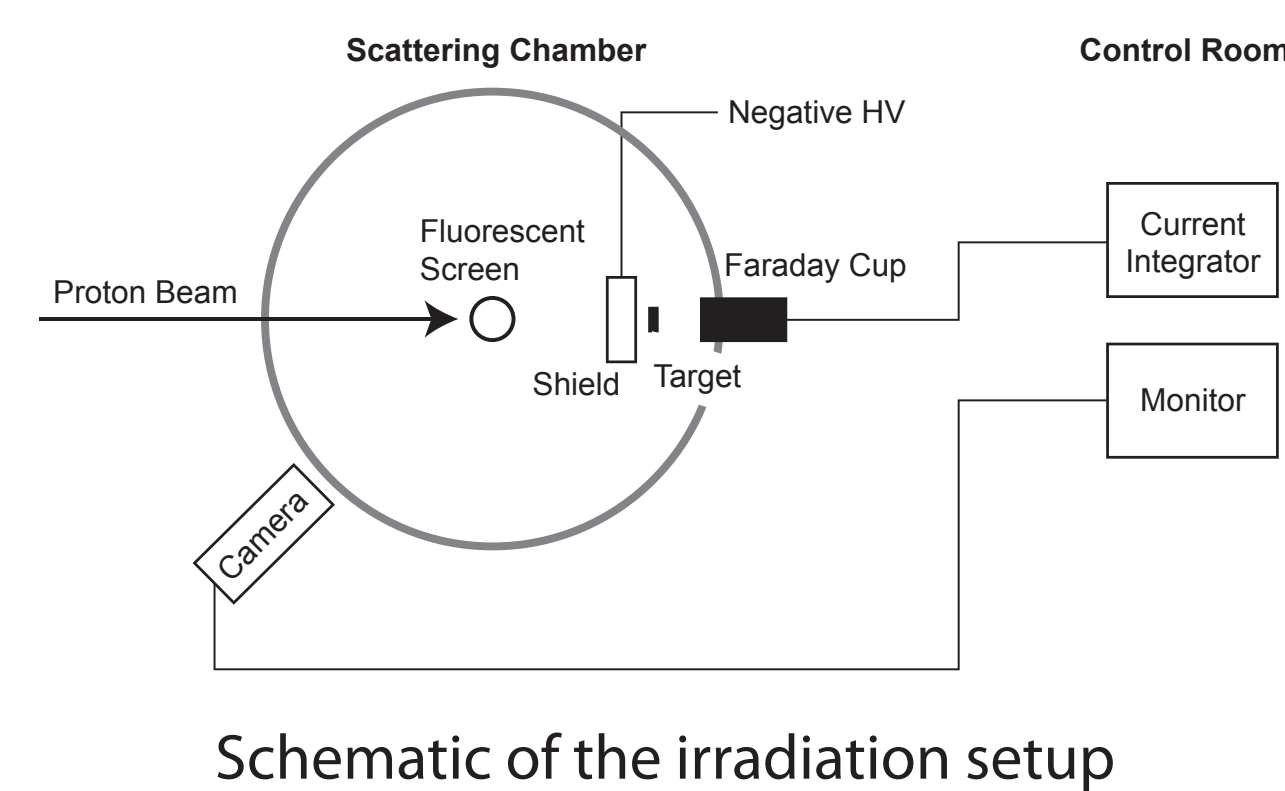 Scattering Chamber
Control Room
Negative HV
Fluorescent
Screen
Proton Beam
Faraday Cup
Current
Integrator
Shield
Target
Monitor
Camera
Schematic of the irradiation setup